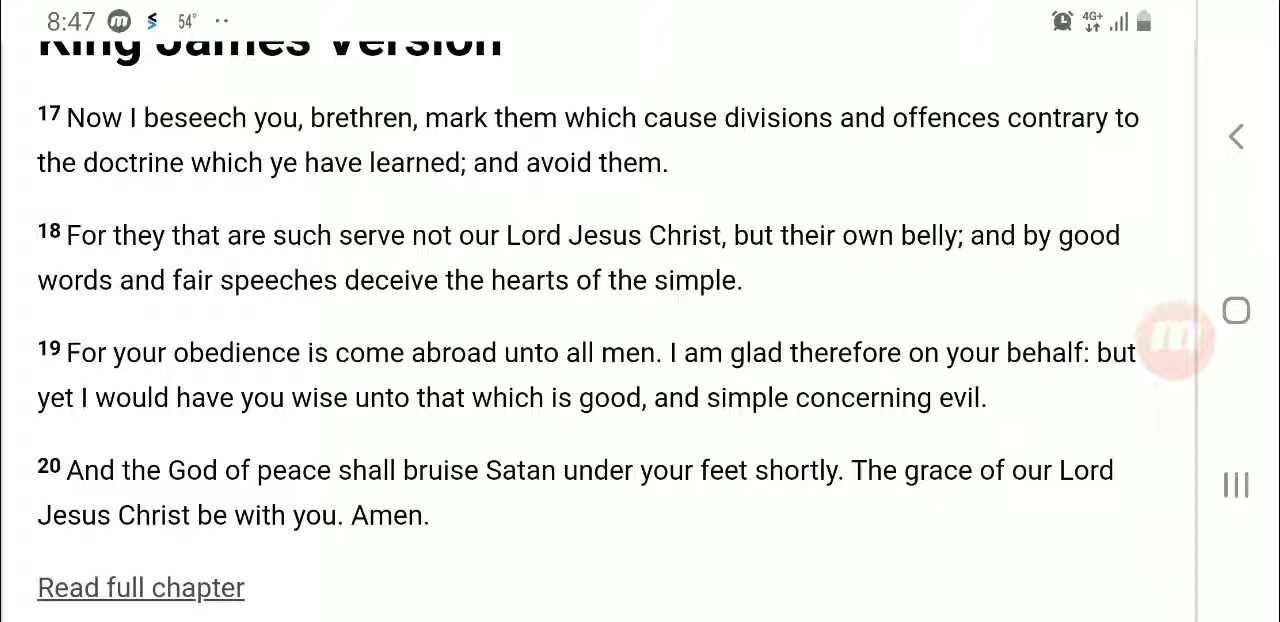 8:47 m 54° ··
4G+
King James Version
17 Now I beseech you, brethren, mark them which cause divisions and offences contrary to
the doctrine which ye have learned; and avoid them.
18 For they that are such serve not our Lord Jesus Christ, but their own belly; and by good
words and fair speeches deceive the hearts of the simple.
19 For your obedience is come abroad unto all men. I am glad therefore on your behalf: but
yet I would have you wise unto that which is good, and simple concerning evil.
20 And the God of peace shall bruise Satan under your feet shortly. The grace of our Lord
Jesus Christ be with you. Amen.
Read full chapter
m